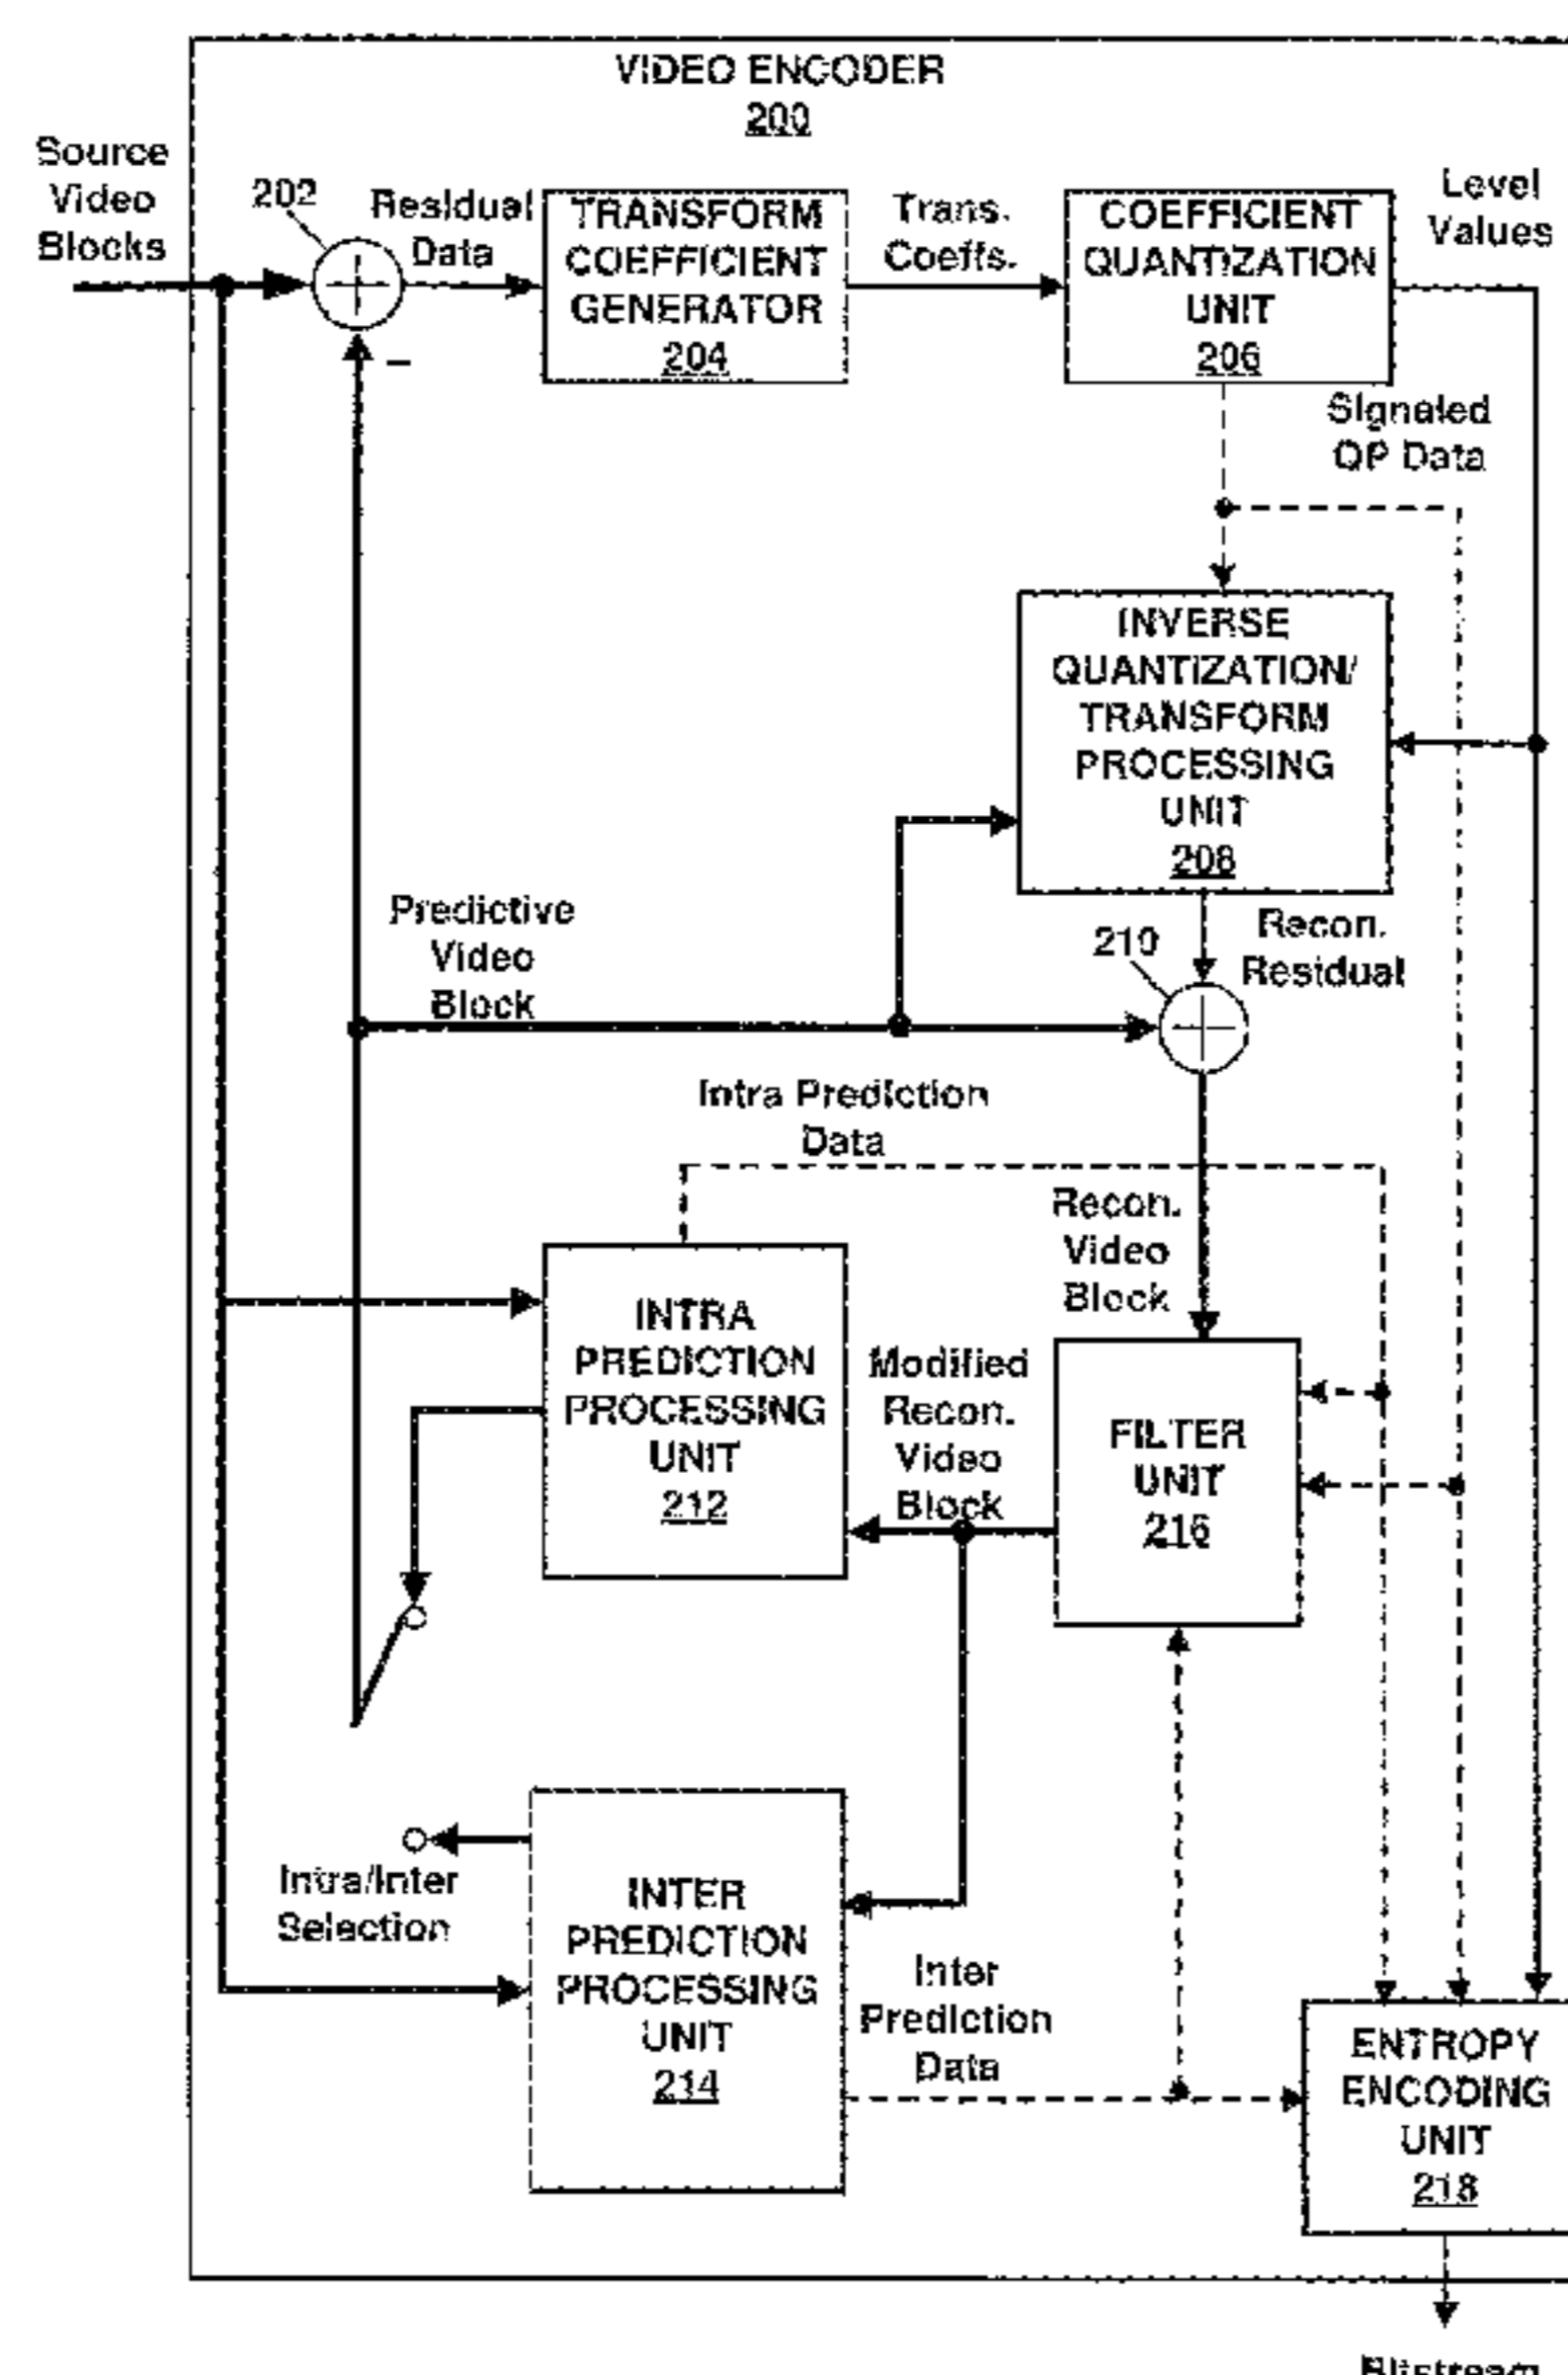 VIDEO ENCODER
200
Source
Video
Blocks
202
Residual
Data
TRANSFORM
COEFFICIENT
GENERATOR
204
Trans.
Coeffs.
COEFFICIENT
QUANTIZATION
UNIT
206
Level
Values
–
Signaled
QP Data
INVERSE
QUANTIZATION/
TRANSFORM
PROCESSING
UNIT
208
Predictive
Video
Block
210
Recon.
Residual
Intra Prediction
Data
Recon.
Video
Block
INTRA
PREDICTION
PROCESSING
UNIT
212
Modified
Recon.
Video
Block
FILTER
UNIT
216
Intra/Inter
Selection
INTER
PREDICTION
PROCESSING
UNIT
214
Inter
Prediction
Data
ENTROPY
ENCODING
UNIT
218
Bitstream